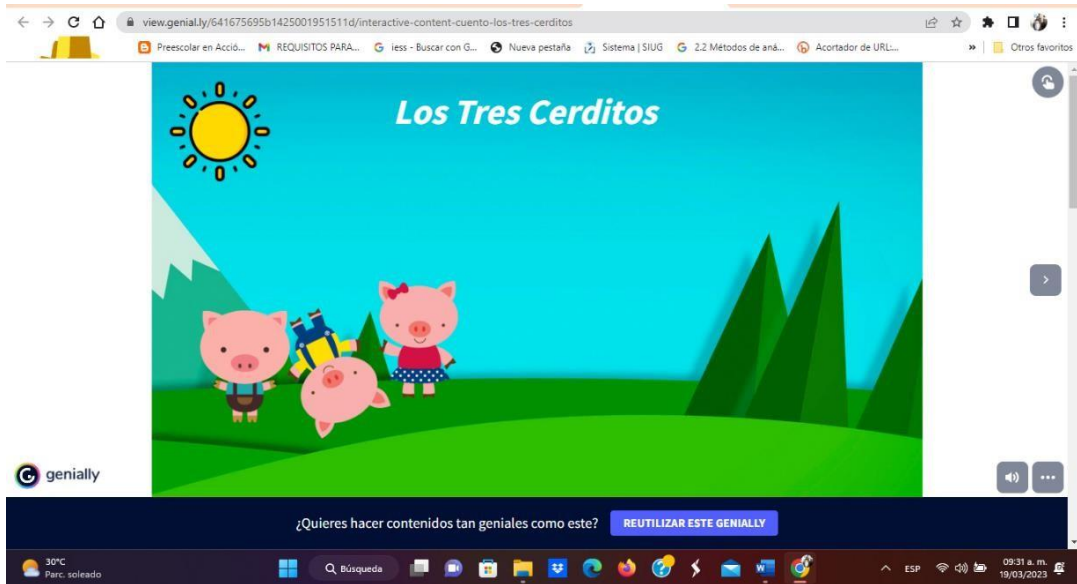 view.genial.ly/641675695b1425001951511d/interactive-content-cuento-los-tres-cerditos
Preescolar en Acció... REQUISITOS PARA... iess - Buscar con G... Nueva pestaña Sistema | SIUG 2.2 Métodos de aná... Acortador de URL:... » Otros favoritos
Los Tres Cerditos
genially
¿Quieres hacer contenidos tan geniales como este? REUTILIZAR ESTE GENIALLY
30°C
Parc. soleado
Búsqueda
ESP
09:31 a. m.
19/03/2023